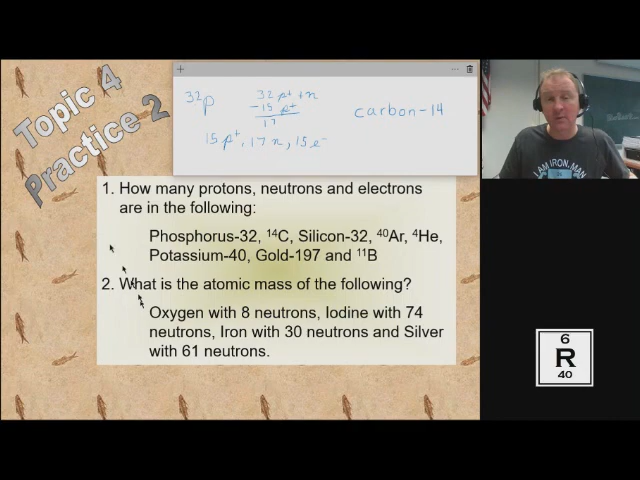 Topic 4
Practice 2
32p
32 p+ + n
-15 p+
17
15 p+, 17 n, 15 e-
carbon-14
I AM IRON MAN
1. How many protons, neutrons and electrons
are in the following:
Phosphorus-32, ¹⁴C, Silicon-32, ⁴⁰Ar, ⁴He,
Potassium-40, Gold-197 and ¹¹B
2. What is the atomic mass of the following?
Oxygen with 8 neutrons, Iodine with 74
neutrons, Iron with 30 neutrons and Silver
with 61 neutrons.
6
R
40